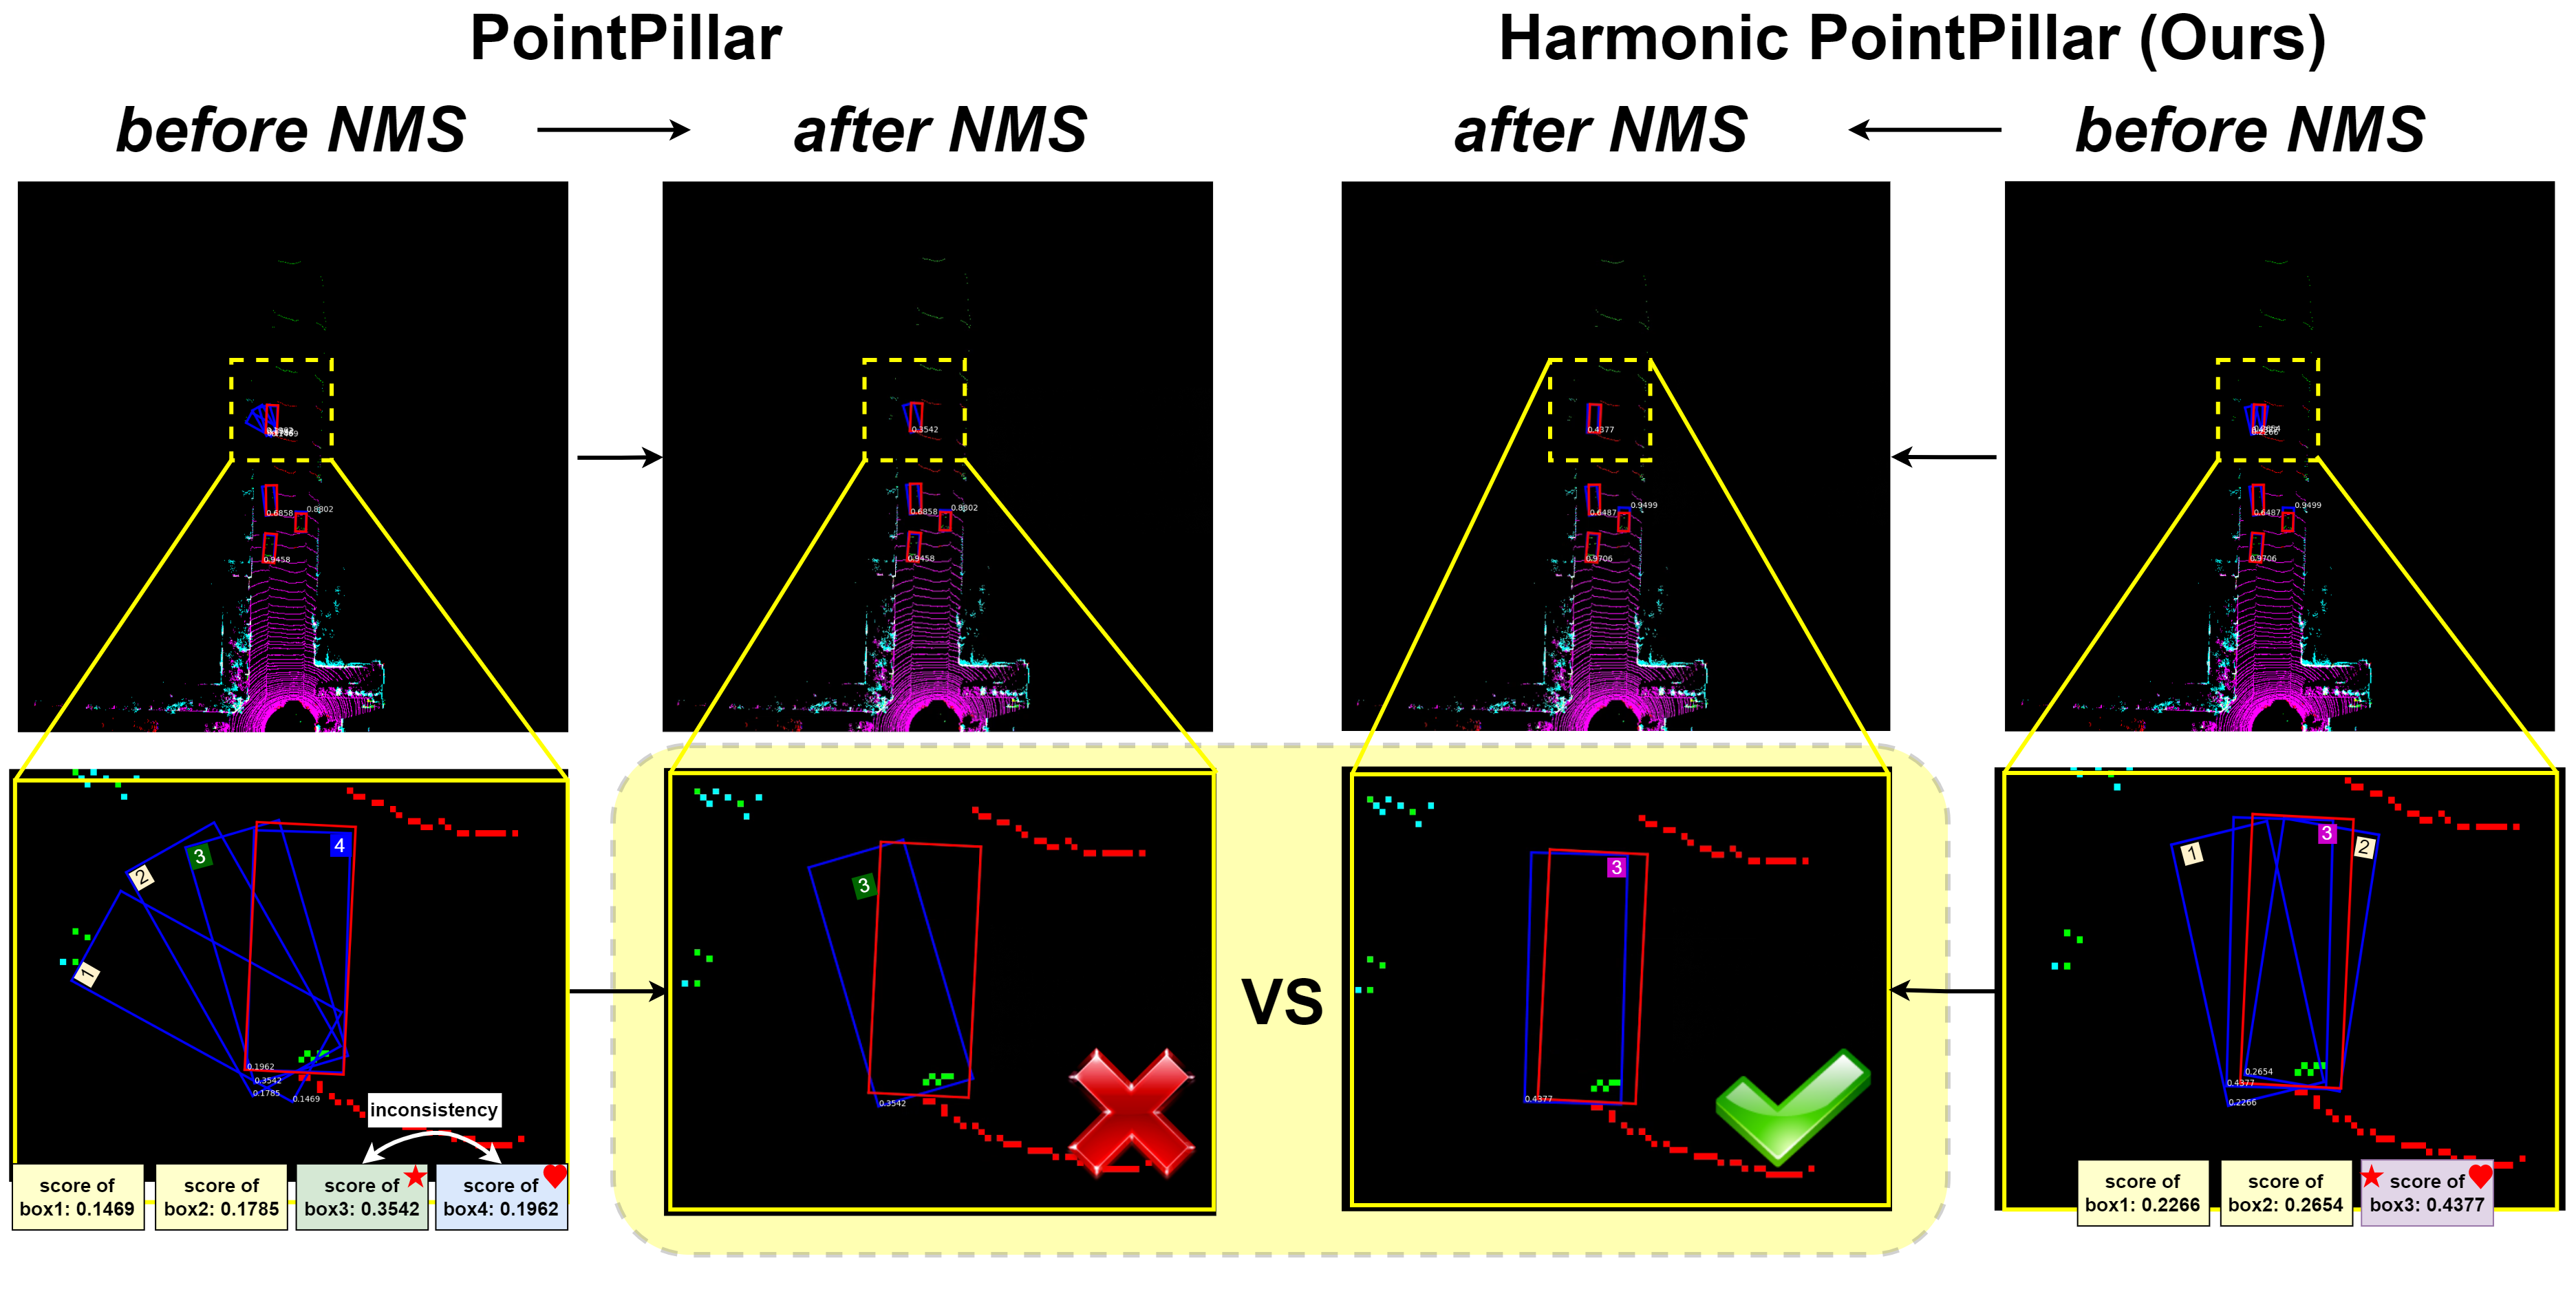 PointPillar
Harmonic PointPillar (Ours)
before NMS
after NMS
after NMS
before NMS
0.6858
0.8802
0.9458
0.3542
0.6858
0.8802
0.9458
0.4377
0.6487
0.9499
0.9706
0.2266
0.6487
0.9499
0.9706
1
2
3
4
0.1962
0.3542
0.1785
0.1469
inconsistency
score of
box1: 0.1469
score of
box2: 0.1785
score of
box3: 0.3542
score of
box4: 0.1962
3
0.3542
VS
3
0.4377
1
3
2
0.2654
0.4377
0.2266
score of
box1: 0.2266
score of
box2: 0.2654
score of
box3: 0.4377